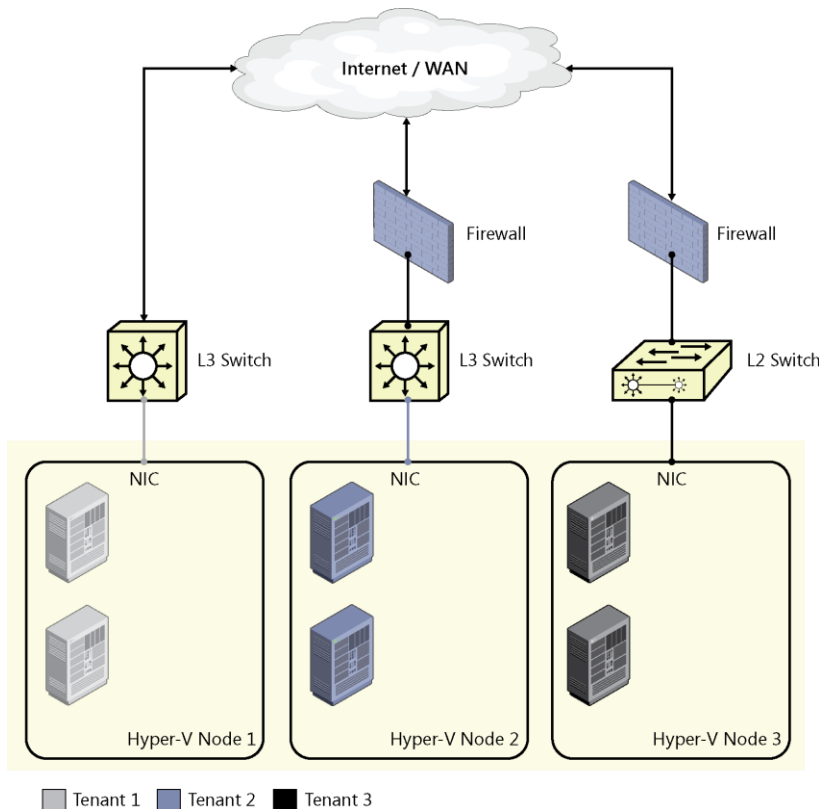 Internet / WAN
Firewall
Firewall
L3 Switch
L3 Switch
L2 Switch
NIC
NIC
NIC
Hyper-V Node 1
Hyper-V Node 2
Hyper-V Node 3
Tenant 1
Tenant 2
Tenant 3